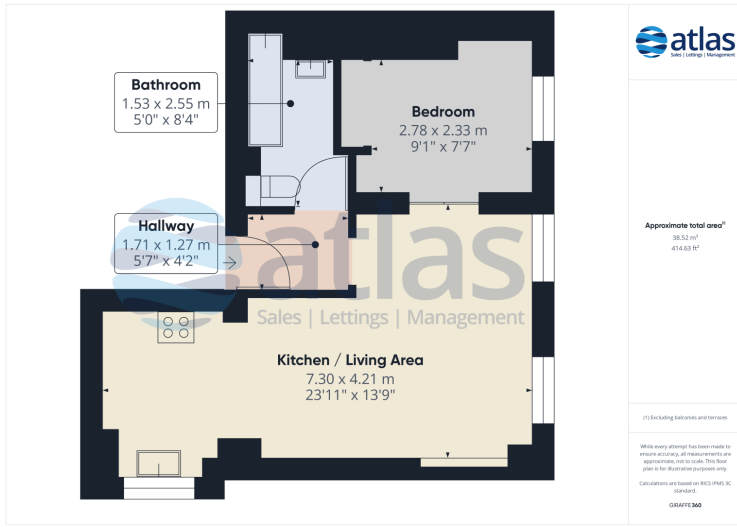 Bathroom
1.53 x 2.55 m
5'0" x 8'4"
Bedroom
2.78 x 2.33 m
9'1" x 7'7"
Hallway
1.71 x 1.27 m
5'7" x 4'2"
atlas
Sales | Lettings | Management
Kitchen / Living Area
7.30 x 4.21 m
23'11" x 13'9"
atlas
Sales | Lettings | Management
Approximate total area⁽¹⁾
38.52 m²
414.63 ft²
(1) Excluding balconies and terraces
While every attempt has been made to
ensure accuracy, all measurements are
approximate, not to scale. This floor
plan is for illustrative purposes only.
Calculations are based on RICS IPMS 3C
standard.
GIRAFFE360